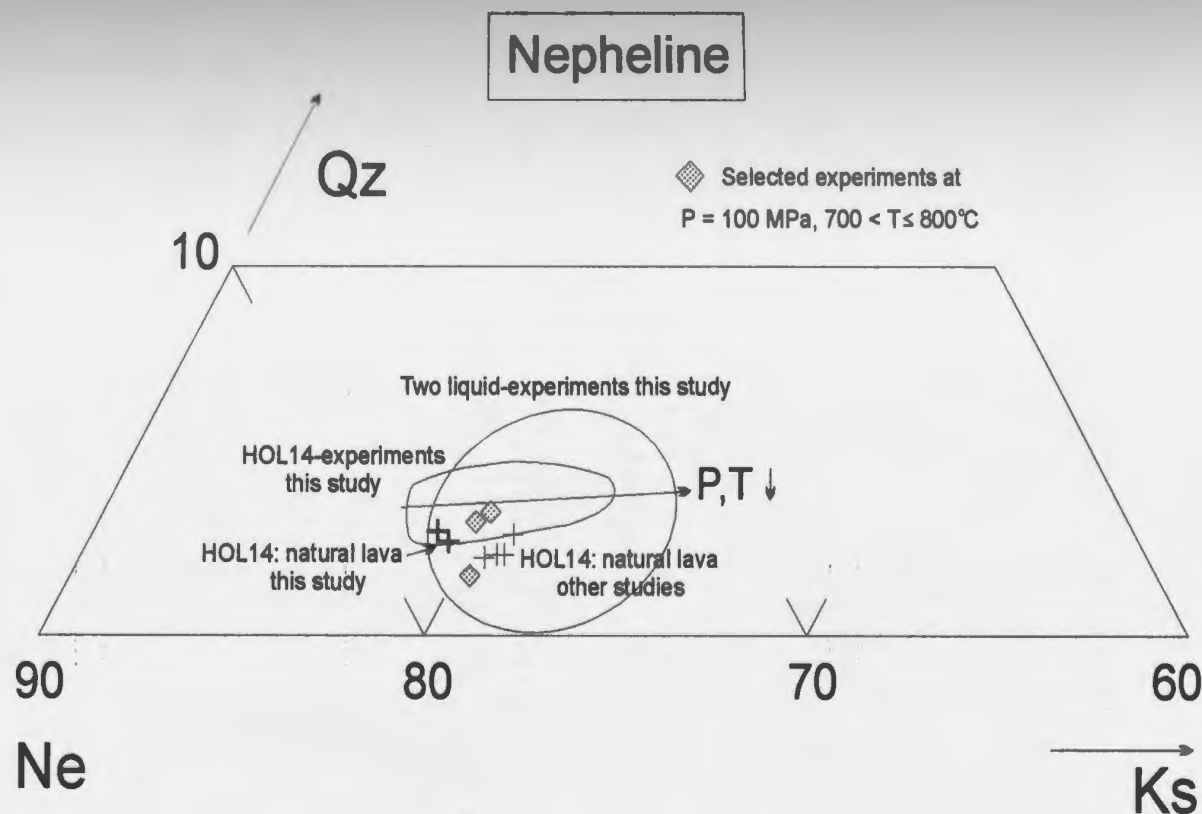 Nepheline
Qz
Selected experiments at
P = 100 MPa, 700 < T ≤ 800°C
10
Two liquid-experiments this study
HOL14-experiments
this study
P,T ↓
HOL14: natural lava
this study
HOL14: natural lava
other studies
90
80
70
60
Ne
Ks